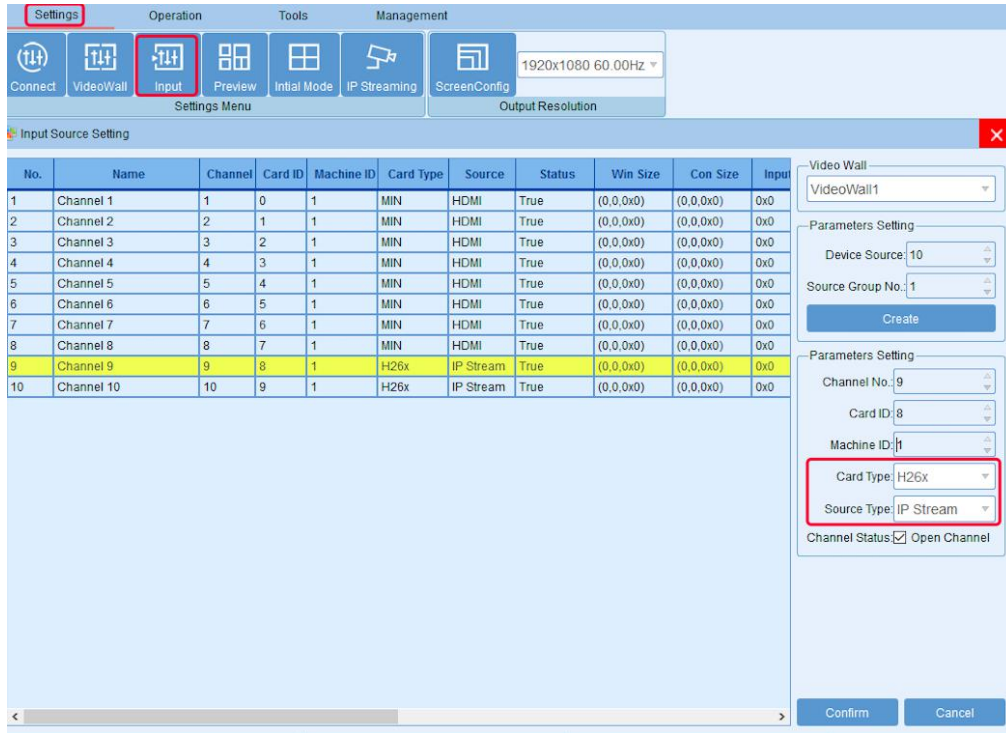 Settings Operation Tools Management
Connect VideoWall Input Preview Intial Mode IP Streaming ScreenConfig 1920x1080 60.00Hz
Settings Menu Output Resolution
Input Source Setting
No. Name Channel Card ID Machine ID Card Type Source Status Win Size Con Size Input
1 Channel 1 1 0 1 MIN HDMI True (0,0,0x0) (0,0,0x0) 0x0
2 Channel 2 2 1 1 MIN HDMI True (0,0,0x0) (0,0,0x0) 0x0
3 Channel 3 3 2 1 MIN HDMI True (0,0,0x0) (0,0,0x0) 0x0
4 Channel 4 4 3 1 MIN HDMI True (0,0,0x0) (0,0,0x0) 0x0
5 Channel 5 5 4 1 MIN HDMI True (0,0,0x0) (0,0,0x0) 0x0
6 Channel 6 6 5 1 MIN HDMI True (0,0,0x0) (0,0,0x0) 0x0
7 Channel 7 7 6 1 MIN HDMI True (0,0,0x0) (0,0,0x0) 0x0
8 Channel 8 8 7 1 MIN HDMI True (0,0,0x0) (0,0,0x0) 0x0
9 Channel 9 9 8 1 H26x IP Stream True (0,0,0x0) (0,0,0x0) 0x0
10 Channel 10 10 9 1 H26x IP Stream True (0,0,0x0) (0,0,0x0) 0x0
Video Wall
VideoWall1
Parameters Setting
Device Source: 10
Source Group No.: 1
Create
Parameters Setting
Channel No.: 9
Card ID: 8
Machine ID: 1
Card Type: H26x
Source Type: IP Stream
Channel Status: Open Channel
Confirm Cancel